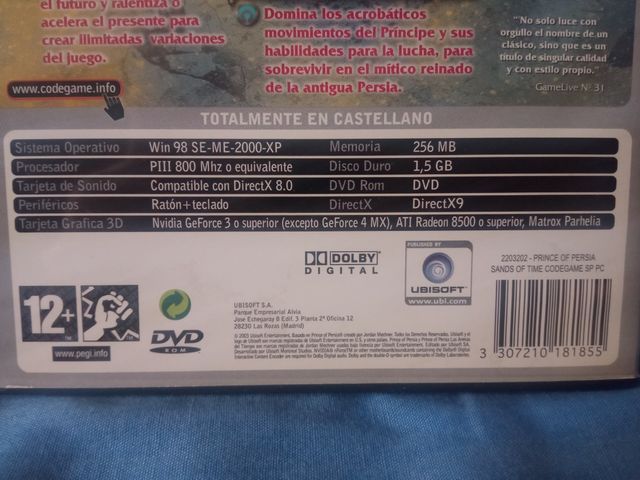 el futuro y ralentiza o
acelera el presente para
crear ilimitadas variaciones
del juego.
www.codegame.info
Domina los acrobáticos
movimientos del Príncipe y sus
habilidades para la lucha, para
sobrevivir en el mítico reinado
de la antigua Persia.
"No solo luce con
orgullo el nombre de un
clásico, sino que es un
título de singular calidad
y con estilo propio."
GameLive Nº 31
TOTALMENTE EN CASTELLANO
Sistema Operativo Win 98 SE-ME-2000-XP Memoria 256 MB
Procesador PIII 800 Mhz o equivalente Disco Duro 1,5 GB
Tarjeta de Sonido Compatible con DirectX 8.0 DVD Rom DVD
Periféricos Ratón+teclado DirectX DirectX9
Tarjeta Grafica 3D Nvidia GeForce 3 o superior (excepto GeForce 4 MX), ATI Radeon 8500 o superior, Matrox Parhelia
12+
www.pegi.info
DVD
ROM
DOLBY
DIGITAL
PUBLISHED BY
UBISOFT
www.ubi.com
UBISOFT S.A.
Parque Empresarial Alvia
Jose Echegaray 8 Edif. 3 Planta 2ª Oficina 12
28230 Las Rozas (Madrid)
2203202 - PRINCE OF PERSIA
SANDS OF TIME CODEGAME SP PC
3 307210 181855